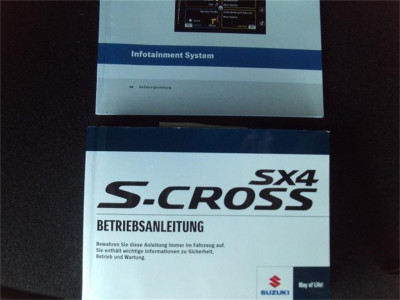 Infotainment System
Bedienungsanleitung
SX4
S-CROSS
BETRIEBSANLEITUNG
Bewahren Sie diese Anleitung immer im Fahrzeug auf.
Sie enthält wichtige Informationen zu Sicherheit,
Betrieb und Wartung.
SUZUKI
Way of Life!